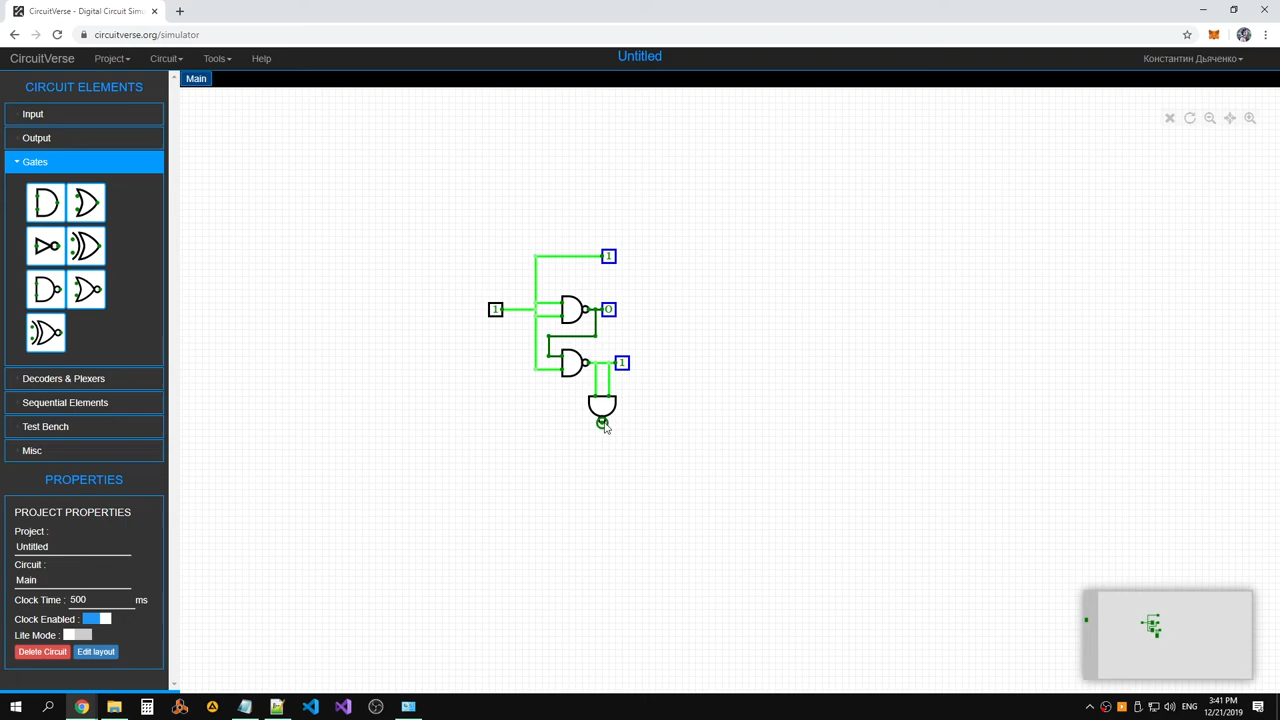 CircuitVerse - Digital Circuit Simu
circuitverse.org/simulator
CircuitVerse
Project
Circuit
Tools
Help
Untitled
Константин Дьяченко
Main
CIRCUIT ELEMENTS
Input
Output
Gates
Decoders & Plexers
Sequential Elements
Test Bench
Misc
PROPERTIES
PROJECT PROPERTIES
Project :
Untitled
Circuit :
Main
Clock Time : 500 ms
Clock Enabled :
Lite Mode :
Delete Circuit Edit layout
1
1
0
1
ENG
3:41 PM
12/21/2019